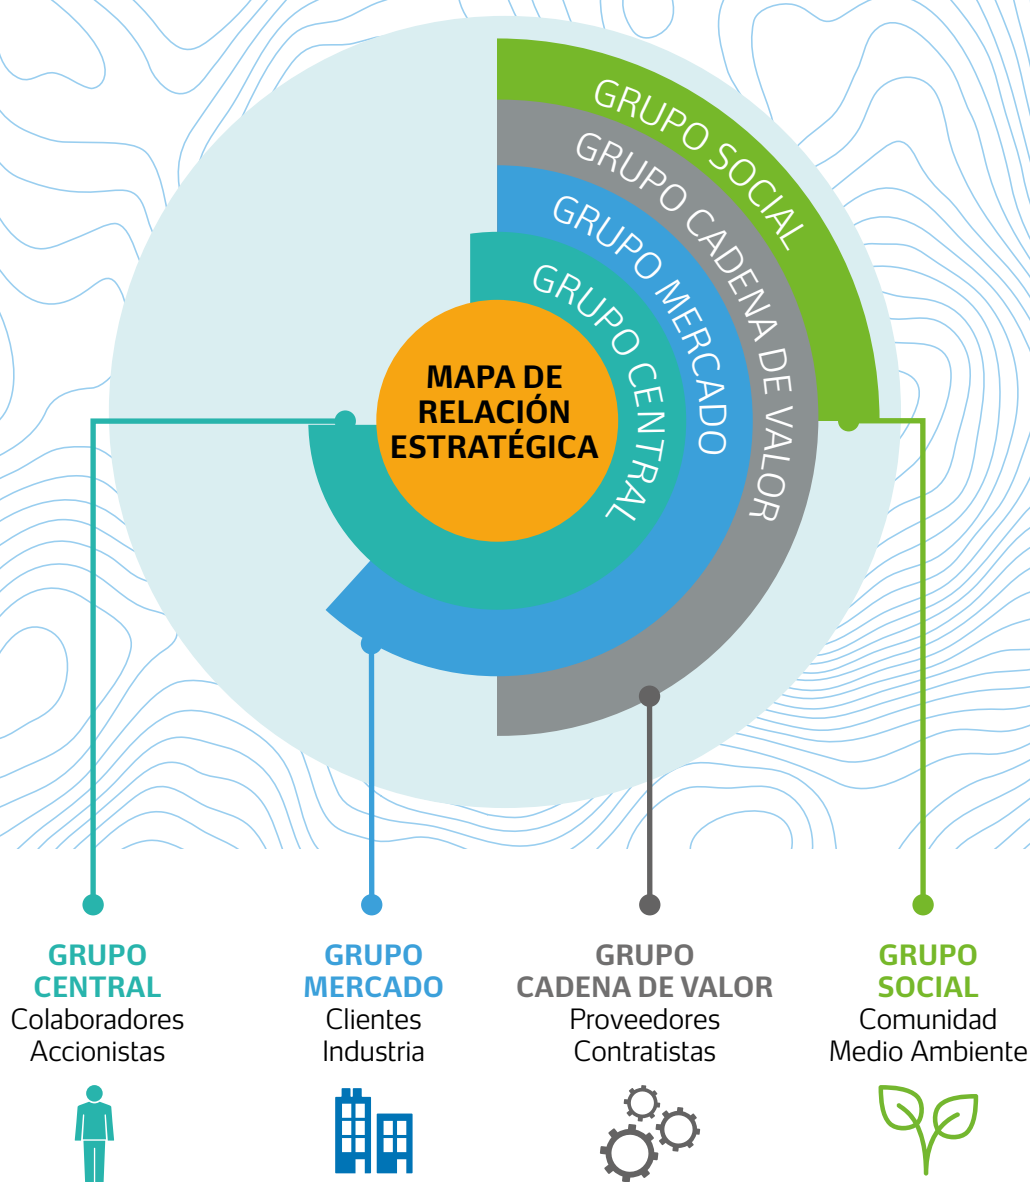 GRUPO SOCIAL
GRUPO CADENA DE VALOR
GRUPO MERCADO
GRUPO CENTRAL
MAPA DE
RELACIÓN
ESTRATÉGICA
GRUPO
CENTRAL
Colaboradores
Accionistas
GRUPO
MERCADO
Clientes
Industria
GRUPO
CADENA DE VALOR
Proveedores
Contratistas
GRUPO
SOCIAL
Comunidad
Medio Ambiente